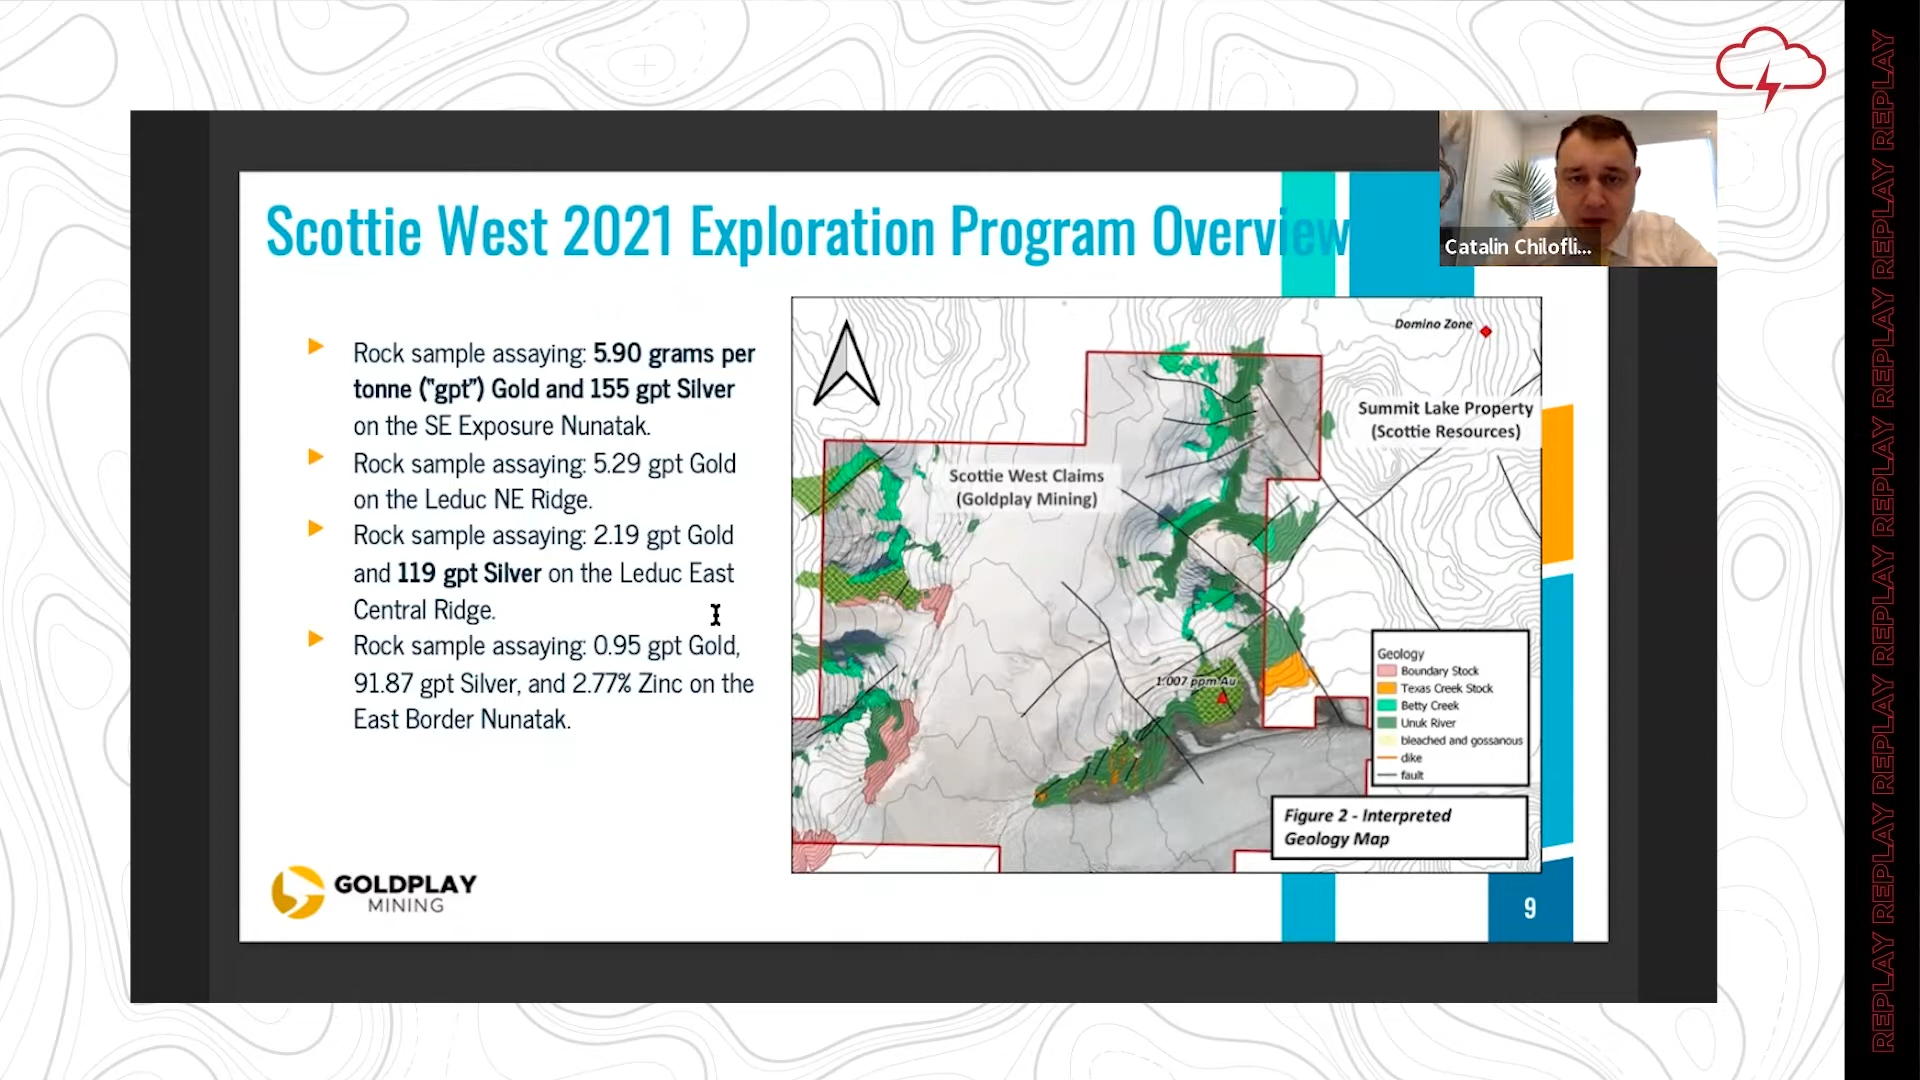 Scottie West 2021 Exploration Program Overview
Catalin Chilofli...
Rock sample assaying: 5.90 grams per
tonne ("gpt") Gold and 155 gpt Silver
on the SE Exposure Nunatak.
Rock sample assaying: 5.29 gpt Gold
on the Leduc NE Ridge.
Rock sample assaying: 2.19 gpt Gold
and 119 gpt Silver on the Leduc East
Central Ridge.
Rock sample assaying: 0.95 gpt Gold,
91.87 gpt Silver, and 2.77% Zinc on the
East Border Nunatak.
Domino Zone
Summit Lake Property
(Scottie Resources)
Scottie West Claims
(Goldplay Mining)
1.007 ppm Au
Geology
Boundary Stock
Texas Creek Stock
Betty Creek
Unuk River
bleached and gossanous
dike
fault
Figure 2 - Interpreted
Geology Map
GOLDPLAY
MINING
9
REPLAY REPLAY REPLAY REPLAY REPLAY REPLAY REPLAY REPLAY REPLAY REPLAY REPLAY